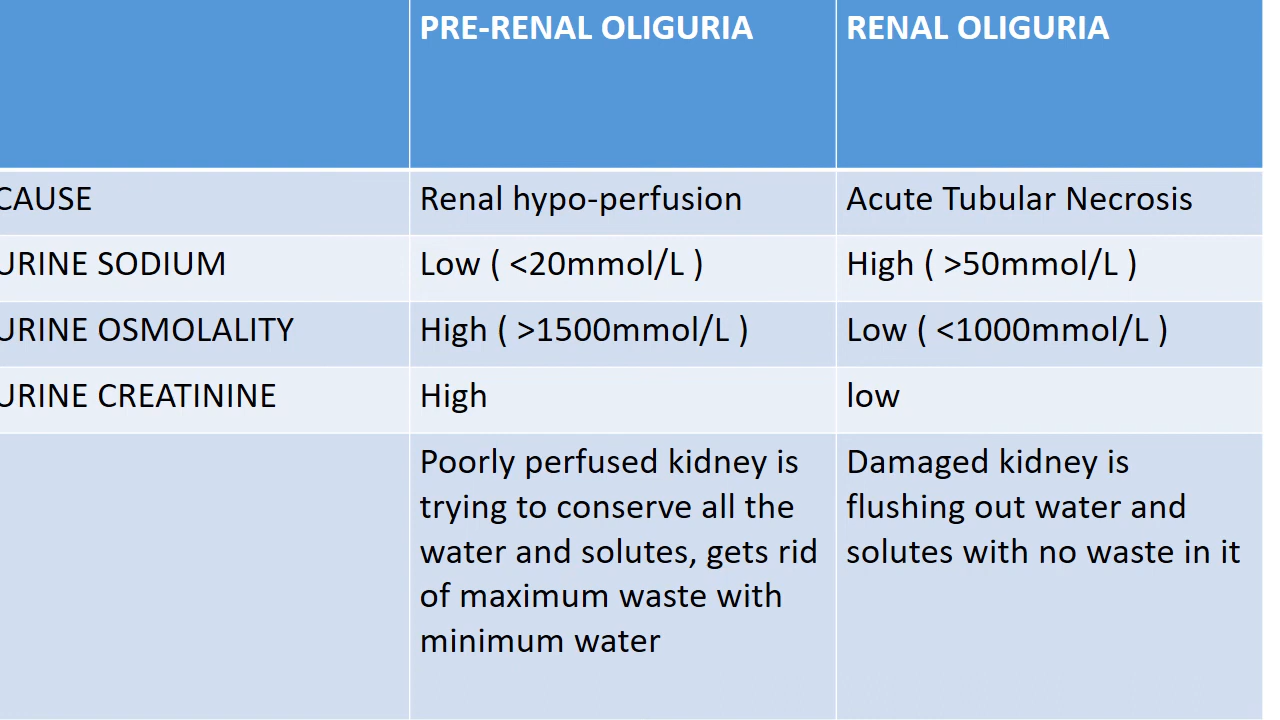 PRE-RENAL OLIGURIA
RENAL OLIGURIA
CAUSE
Renal hypo-perfusion
Acute Tubular Necrosis
URINE SODIUM
Low ( <20mmol/L )
High ( >50mmol/L )
URINE OSMOLALITY
High ( >1500mmol/L )
Low ( <1000mmol/L )
URINE CREATININE
High
low
Poorly perfused kidney is
trying to conserve all the
water and solutes, gets rid
of maximum waste with
minimum water
Damaged kidney is
flushing out water and
solutes with no waste in it